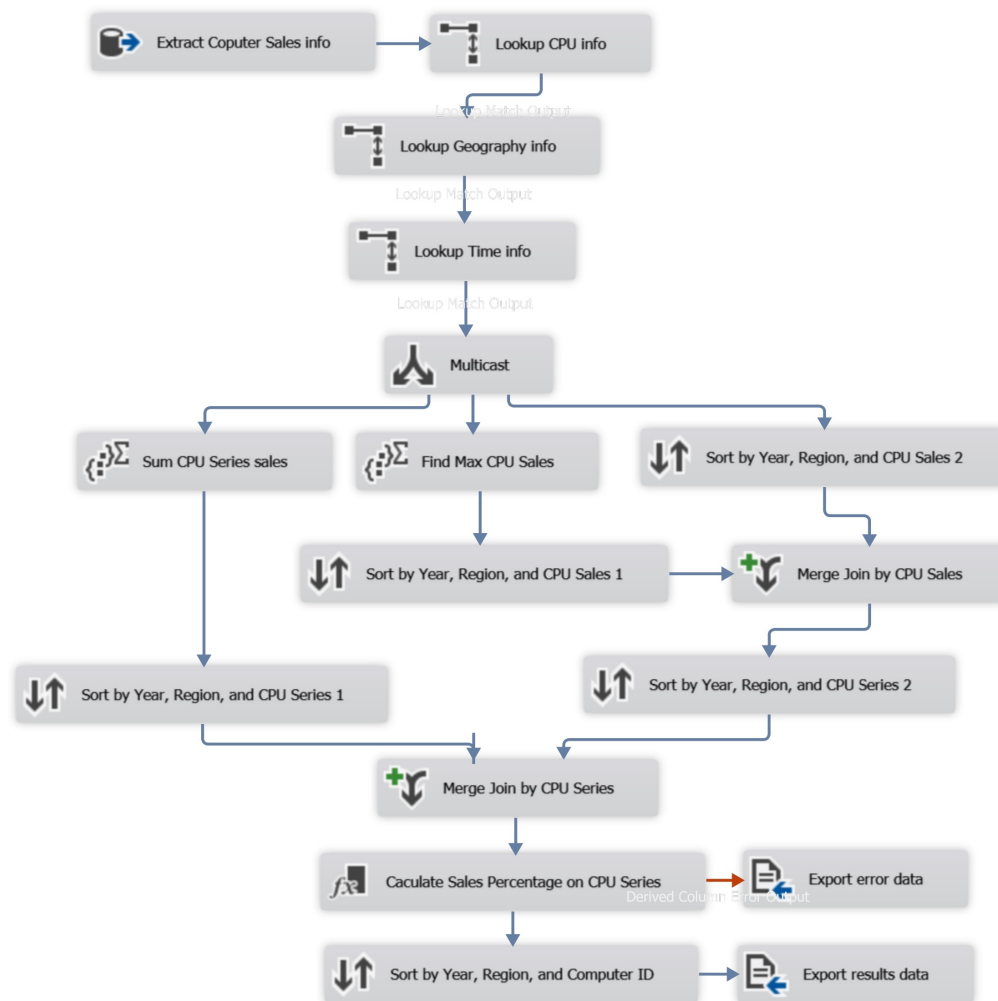 Extract Coputer Sales info
Lookup CPU info
Lookup Match Output
Lookup Geography info
Lookup Match Output
Lookup Time info
Lookup Match Output
Multicast
Sum CPU Series sales
Find Max CPU Sales
Sort by Year, Region, and CPU Sales 2
Sort by Year, Region, and CPU Sales 1
Merge Join by CPU Sales
Sort by Year, Region, and CPU Series 1
Sort by Year, Region, and CPU Series 2
Merge Join by CPU Series
Caculate Sales Percentage on CPU Series
Export error data
Derived Column Error Output
Sort by Year, Region, and Computer ID
Export results data